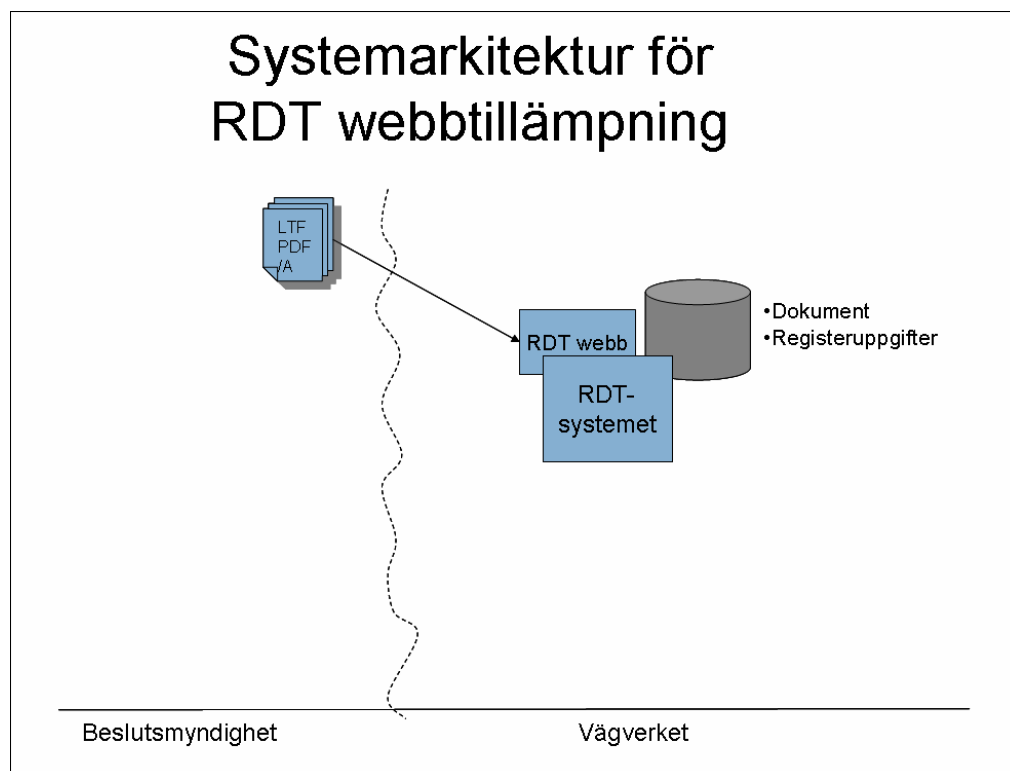 Systemarkitektur för
RDT webbtillämpning
LTF
PDF
/A
•Dokument
•Registeruppgifter
RDT webb
RDT-
systemet
Beslutsmyndighet
Vägverket